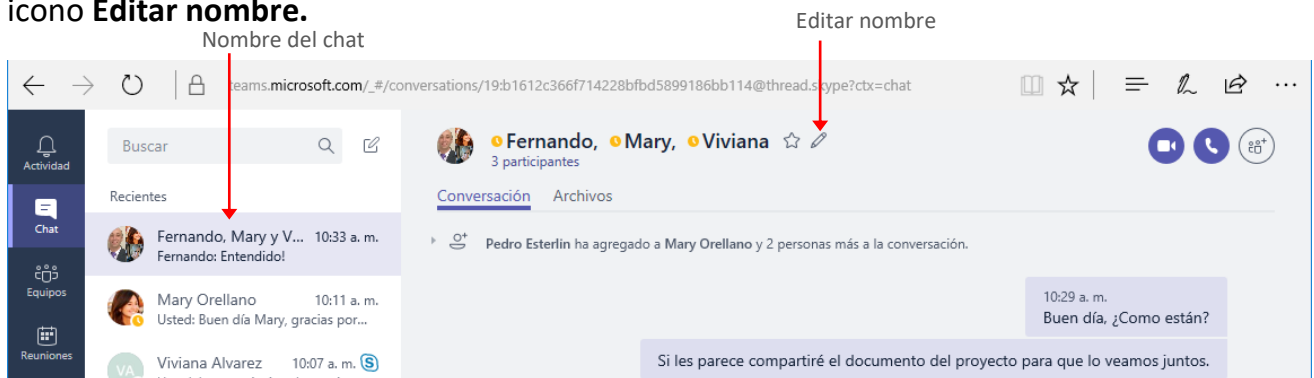 icono Editar nombre.
Editar nombre
Nombre del chat
teams.microsoft.com/_#/conversations/19:b1612c366f714228bfbd5899186bb114@thread.skype?ctx=chat
Actividad
Chat
Equipos
Reuniones
Buscar
Recientes
Fernando, Mary y V... 10:33 a. m.
Fernando: Entendido!
Mary Orellano 10:11 a. m.
Usted: Buen día Mary, gracias por...
VA
Viviana Alvarez 10:07 a. m. S
Fernando, Mary, Viviana
3 participantes
Conversación Archivos
Pedro Esterlin ha agregado a Mary Orellano y 2 personas más a la conversación.
10:29 a. m.
Buen día, ¿Como están?
Si les parece compartiré el documento del proyecto para que lo veamos juntos.